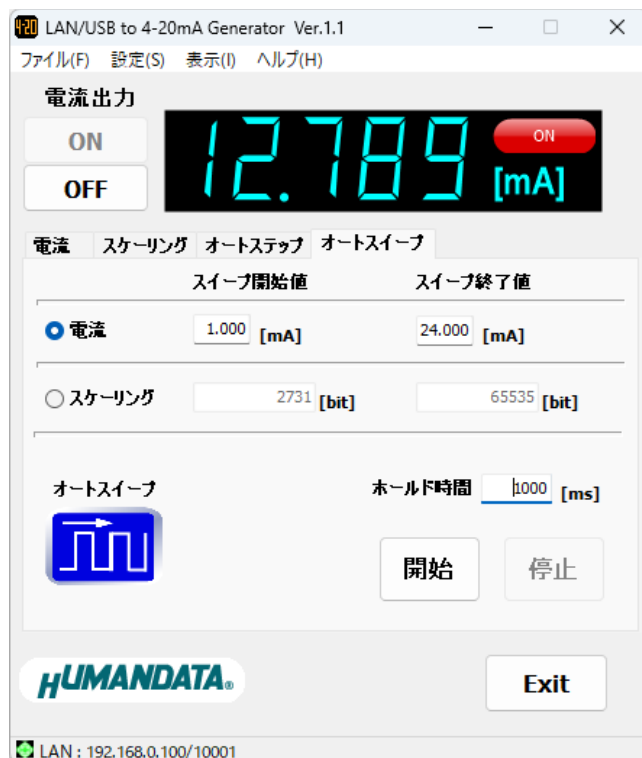 LAN/USB to 4-20mA Generator Ver.1.1
ファイル(F) 設定(S) 表示(I) ヘルプ(H)
電流出力
ON
OFF
12.789
ON
[mA]
電流 スケーリング オートステップ オートスイープ
スイープ開始値 スイープ終了値
電流 1.000 [mA] 24.000 [mA]
スケーリング 2731 [bit] 65535 [bit]
オートスイープ ホールド時間 1000 [ms]
開始 停止
HUMANDATA® Exit
LAN : 192.168.0.100/10001